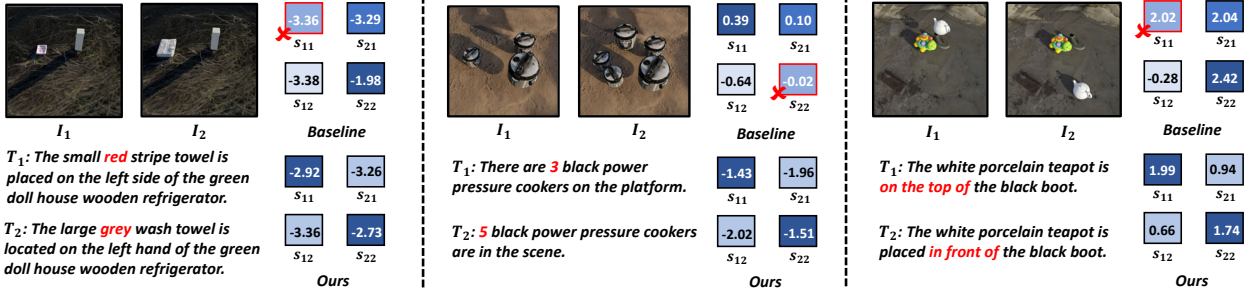 -3.36 -3.29
s₁₁ s₂₁
-3.38 -1.98
s₁₂ s₂₂
I₁ I₂ Baseline
T₁: The small red stripe towel is
placed on the left side of the green
doll house wooden refrigerator.
T₂: The large grey wash towel is
located on the left hand of the green
doll house wooden refrigerator.
-2.92 -3.26
s₁₁ s₂₁
-3.36 -2.73
s₁₂ s₂₂
Ours
0.39 0.10
s₁₁ s₂₁
-0.64 -0.02
s₁₂ s₂₂
I₁ I₂ Baseline
T₁: There are 3 black power
pressure cookers on the platform.
T₂: 5 black power pressure cookers
are in the scene.
-1.43 -1.96
s₁₁ s₂₁
-2.02 -1.51
s₁₂ s₂₂
Ours
2.02 2.04
s₁₁ s₂₁
-0.28 2.42
s₁₂ s₂₂
I₁ I₂ Baseline
T₁: The white porcelain teapot is
on the top of the black boot.
T₂: The white porcelain teapot is
placed in front of the black boot.
1.99 0.94
s₁₁ s₂₁
0.66 1.74
s₁₂ s₂₂
Ours